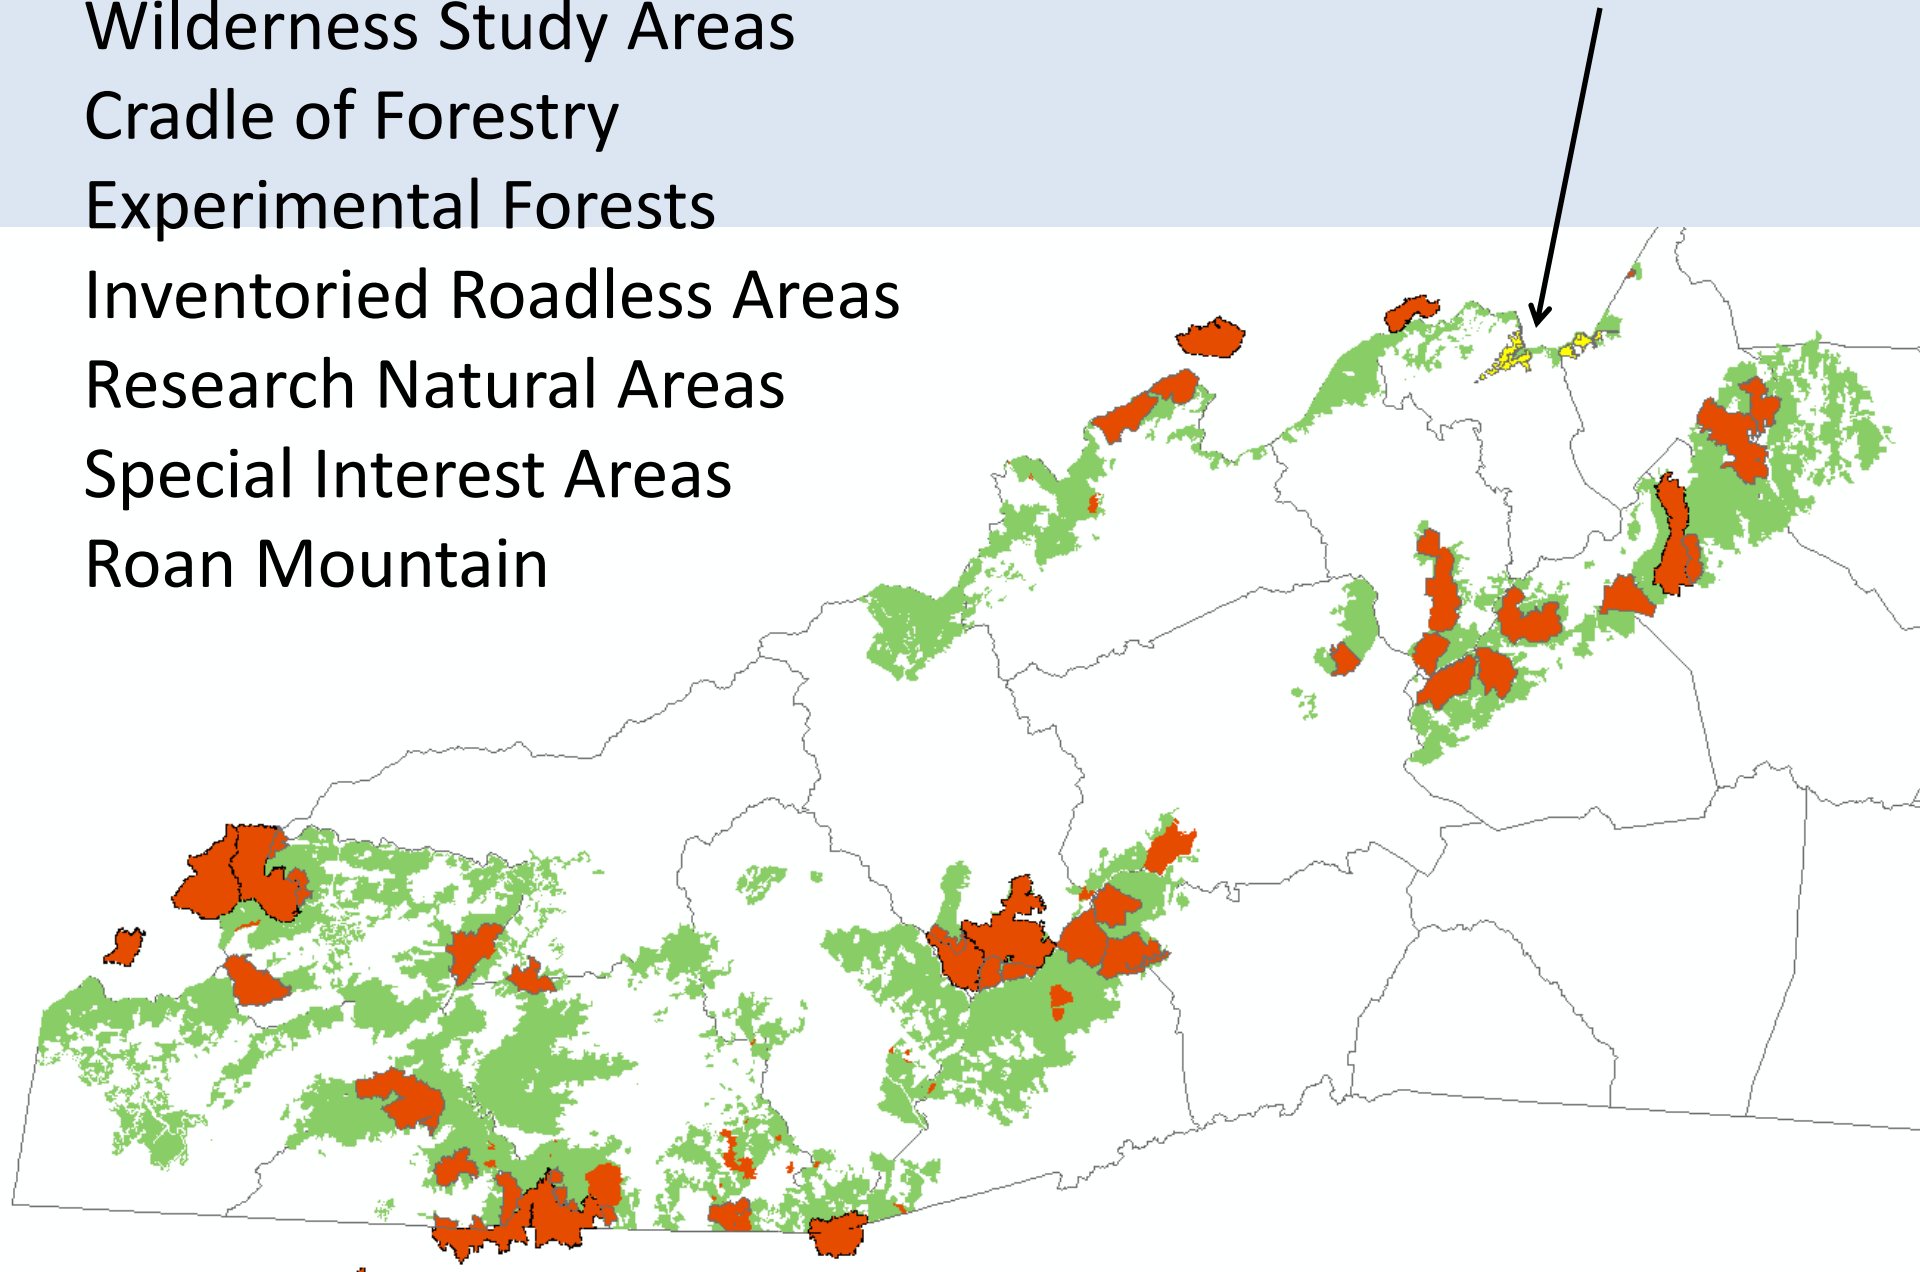 Wilderness Study Areas
Cradle of Forestry
Experimental Forests
Inventoried Roadless Areas
Research Natural Areas
Special Interest Areas
Roan Mountain